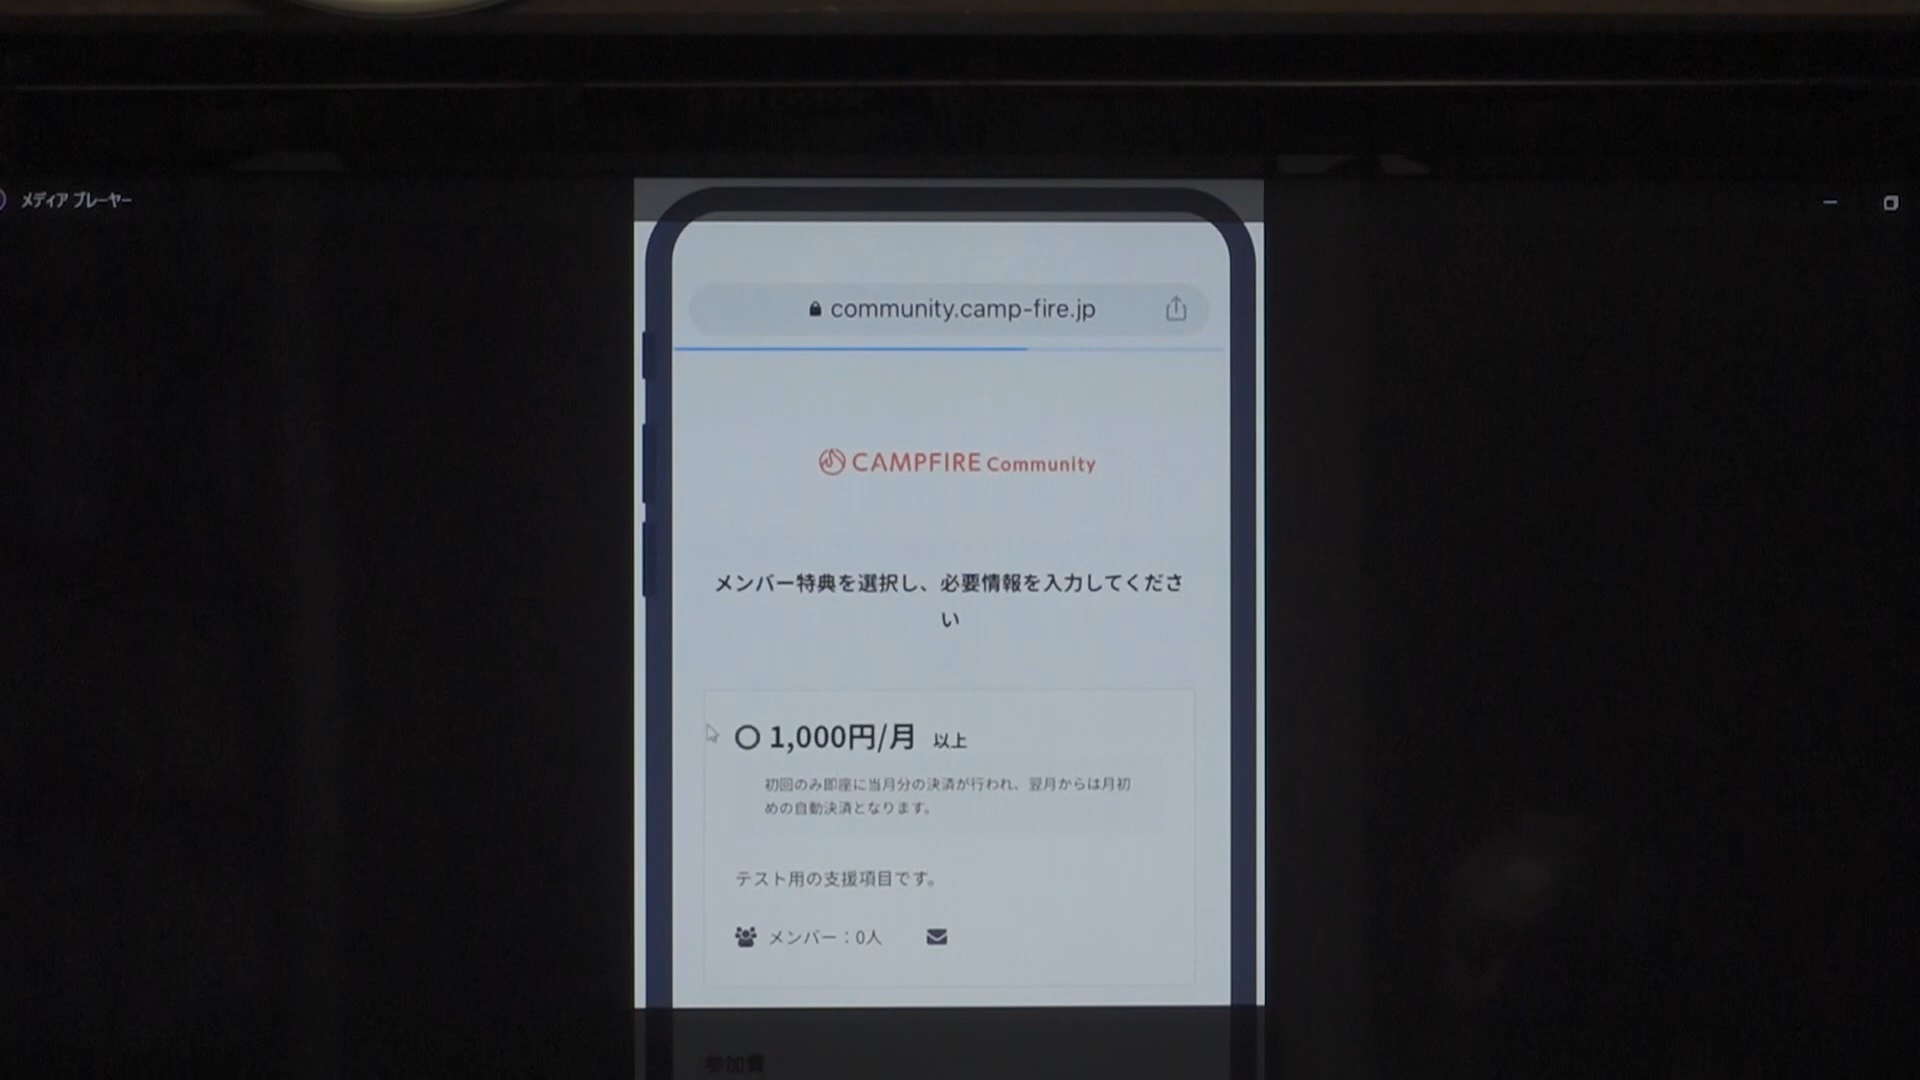 メディア プレーヤー
community.camp-fire.jp
CAMPFIRE Community
メンバー特典を選択し、必要情報を入力してくださ
い
1,000円/月 以上
初回のみ即座に当月分の決済が行われ、翌月からは月初
めの自動決済となります。
テスト用の支援項目です。
メンバー：0人
参加費